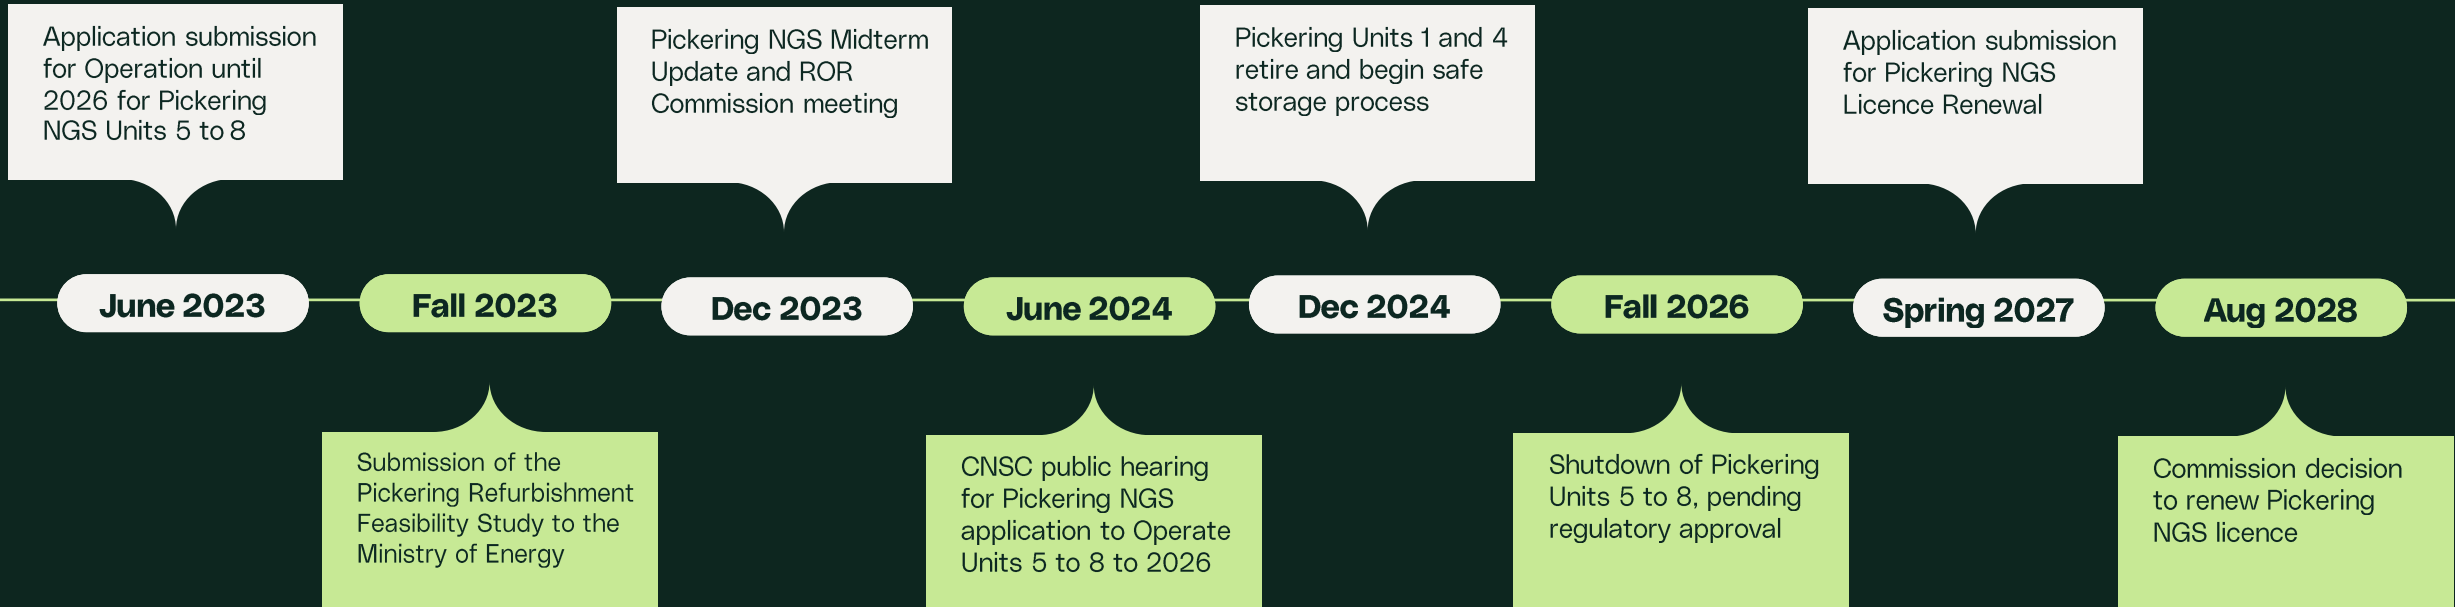 Application submission
for Operation until
2026 for Pickering
NGS Units 5 to 8
Pickering NGS Midterm
Update and ROR
Commission meeting
Pickering Units 1 and 4
retire and begin safe
storage process
Application submission
for Pickering NGS
Licence Renewal
June 2023
Fall 2023
Dec 2023
June 2024
Dec 2024
Fall 2026
Spring 2027
Aug 2028
Submission of the
Pickering Refurbishment
Feasibility Study to the
Ministry of Energy
CNSC public hearing
for Pickering NGS
application to Operate
Units 5 to 8 to 2026
Shutdown of Pickering
Units 5 to 8, pending
regulatory approval
Commission decision
to renew Pickering
NGS licence